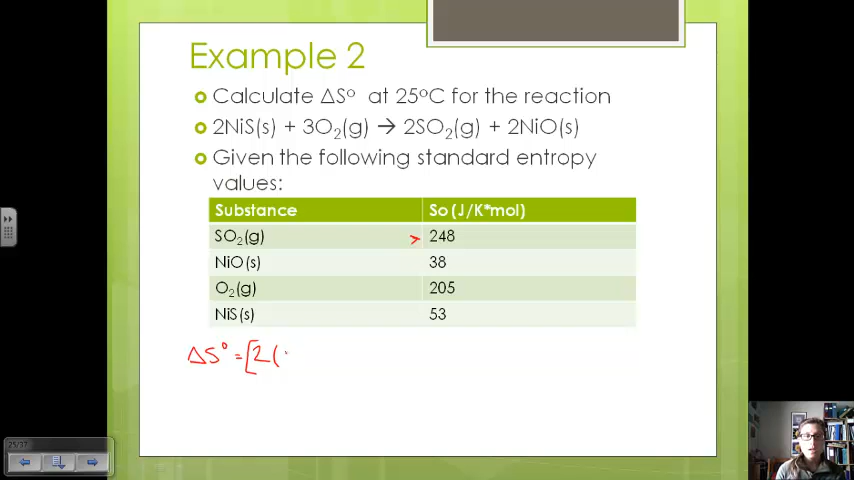 Example 2
Calculate ΔS° at 25°C for the reaction
2NiS(s) + 3O₂(g) → 2SO₂(g) + 2NiO(s)
Given the following standard entropy
values:
Substance So (J/K*mol)
SO₂(g) > 248
NiO(s) 38
O₂(g) 205
NiS(s) 53
ΔS° = [2(